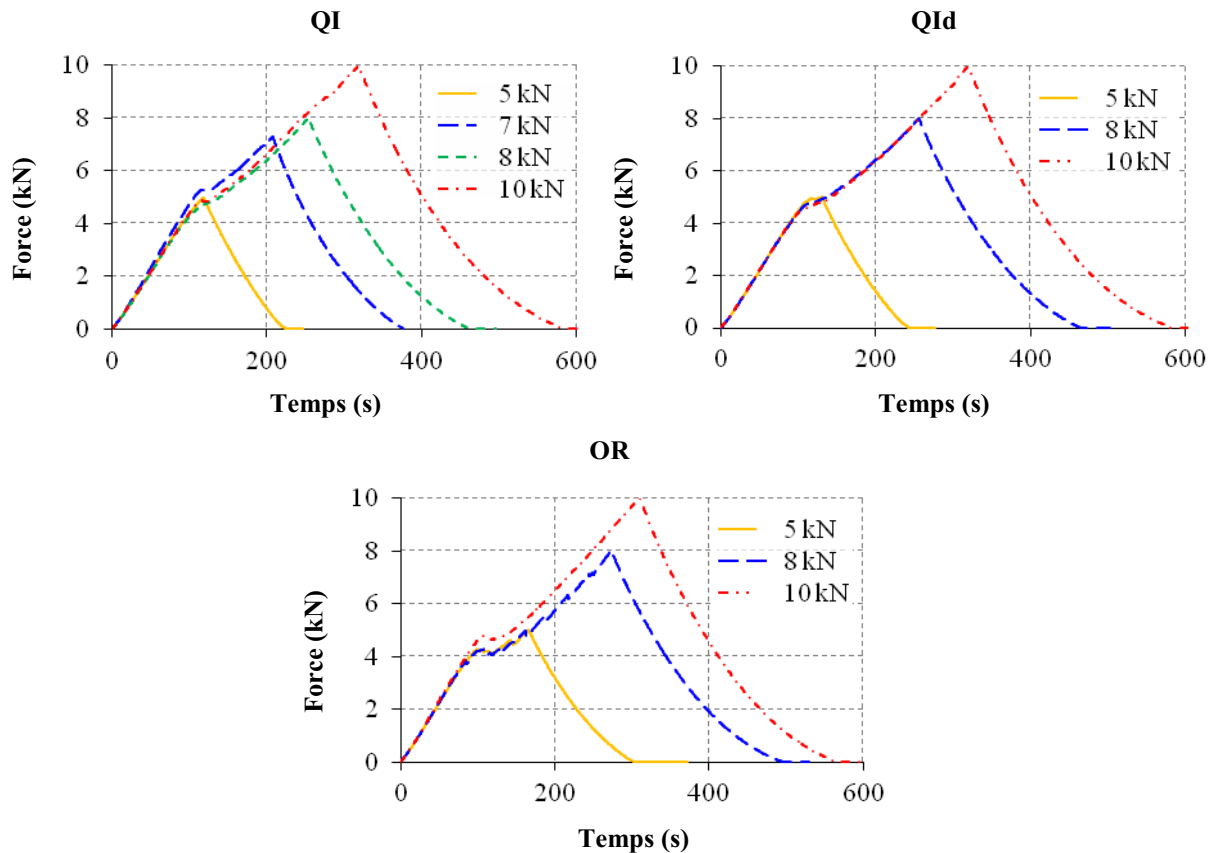 QI
Force (kN)
10
8
6
4
2
0
5 kN
7 kN
8 kN
10 kN
0 200 400 600
Temps (s)
QId
Force (kN)
10
8
6
4
2
0
5 kN
8 kN
10 kN
0 200 400 600
Temps (s)
OR
Force (kN)
10
8
6
4
2
0
5 kN
8 kN
10 kN
0 200 400 600
Temps (s)